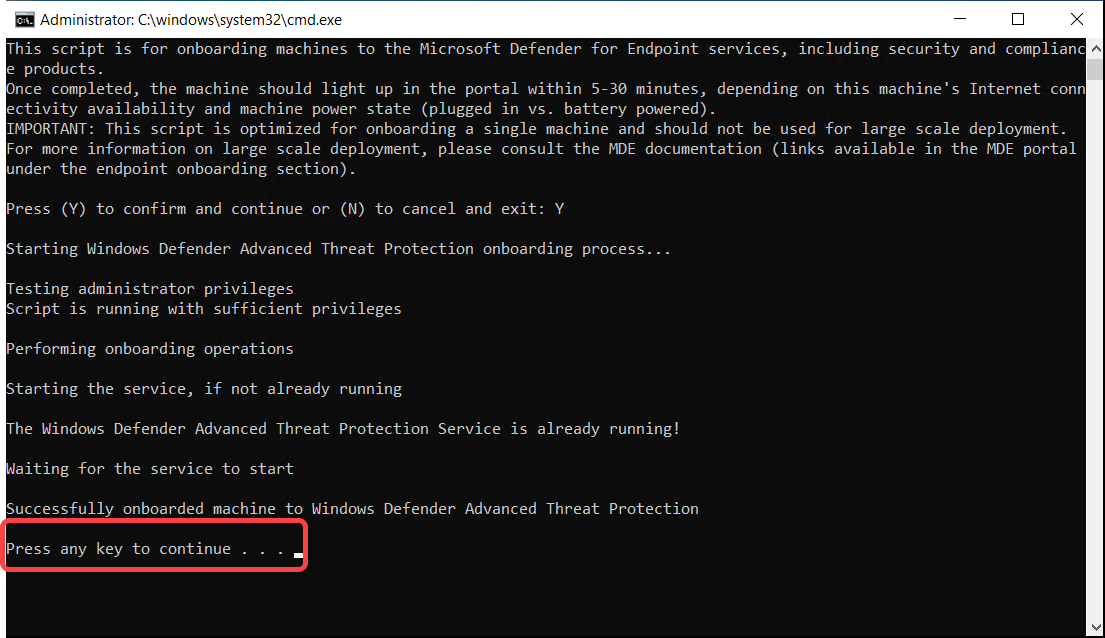 Administrator: C:\windows\system32\cmd.exe
This script is for onboarding machines to the Microsoft Defender for Endpoint services, including security and complianc
e products.
Once completed, the machine should light up in the portal within 5-30 minutes, depending on this machine's Internet conn
ectivity availability and machine power state (plugged in vs. battery powered).
IMPORTANT: This script is optimized for onboarding a single machine and should not be used for large scale deployment.
For more information on large scale deployment, please consult the MDE documentation (links available in the MDE portal
under the endpoint onboarding section).
Press (Y) to confirm and continue or (N) to cancel and exit: Y
Starting Windows Defender Advanced Threat Protection onboarding process...
Testing administrator privileges
Script is running with sufficient privileges
Performing onboarding operations
Starting the service, if not already running
The Windows Defender Advanced Threat Protection Service is already running!
Waiting for the service to start
Successfully onboarded machine to Windows Defender Advanced Threat Protection
Press any key to continue . . .